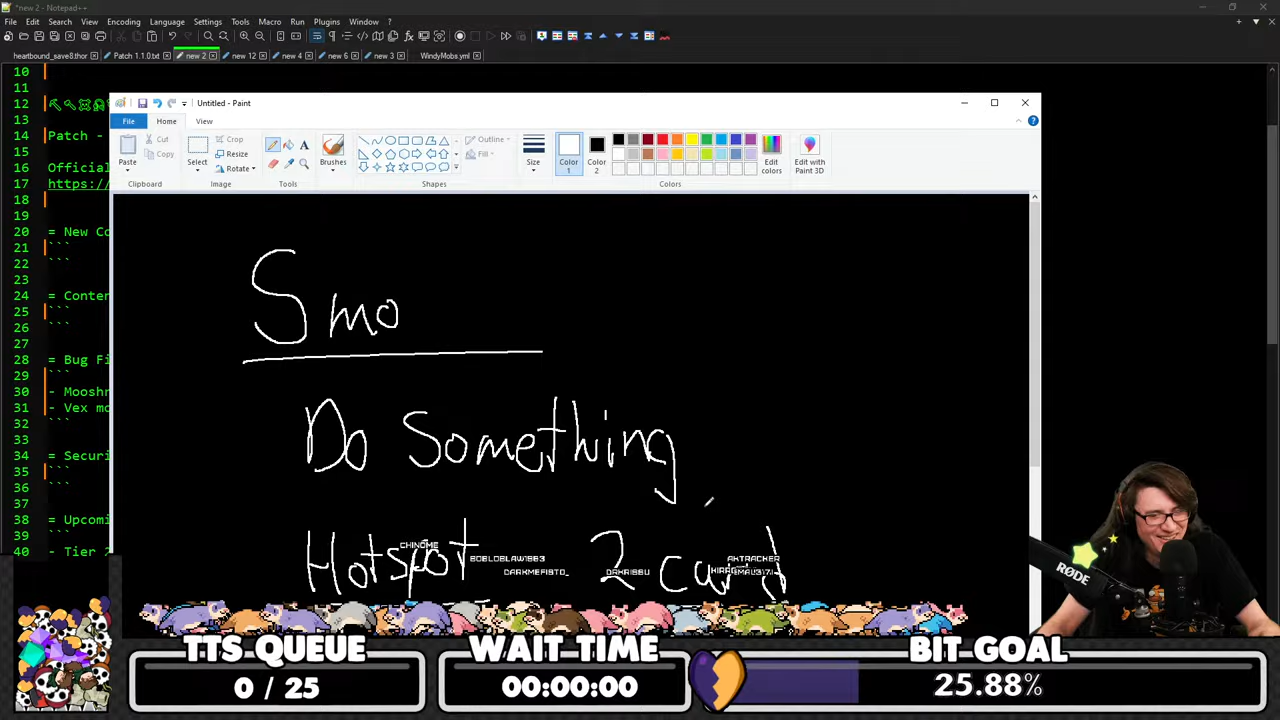 *new 2 - Notepad++
File Edit Search View Encoding Language Settings Tools Macro Run Plugins Window ?
heartbound_save8.thor Patch 1.1.0.txt new 2 new 12 new 4 new 6 new 3 WindyMobs.yml
10
11
12
13
14 Patch -
15
16 Official
17 https:/
18
19
20 = New Co
21 ```
22 ```
23
24 = Conten
25 ```
26 ```
27
28 = Bug Fi
29 ```
30 - Mooshr
31 - Vex mo
32 ```
33
34 = Securi
35 ```
36 ```
37
38 = Upcomi
39 ```
40 - Tier 2
Untitled - Paint
File Home View
Paste Cut Copy Select Crop Resize Rotate Brushes Outline Fill Size Color 1 Color 2 Edit colors Edit with Paint 3D
Clipboard Image Tools Shapes Colors
Smo
Do Something
Hotspot 2 card
CHINOME
BOBLOBLAW1983
DARKMEFISTO_
AKTRACKER
RØDE
TTS QUEUE
0 / 25
WAIT TIME
00:00:00
BIT GOAL
25.88%